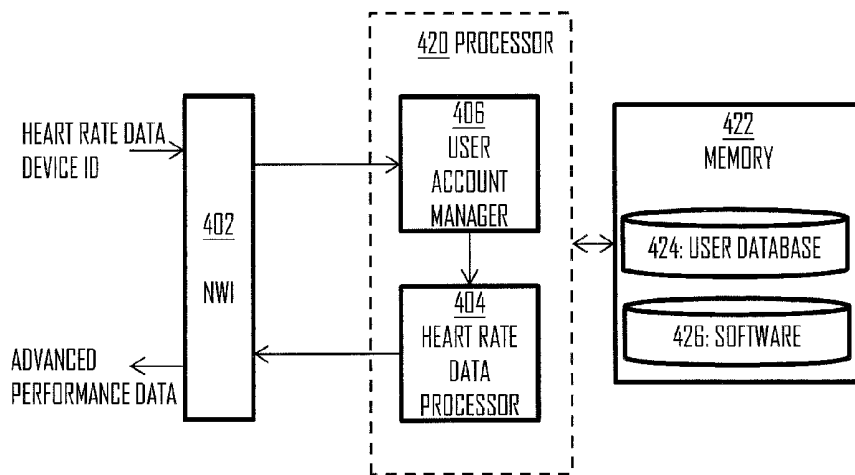 420 PROCESSOR
HEART RATE DATA
DEVICE ID
402
NWI
406
USER
ACCOUNT
MANAGER
404
HEART RATE
DATA
PROCESSOR
ADVANCED
PERFORMANCE DATA
422
MEMORY
424: USER DATABASE
426: SOFTWARE